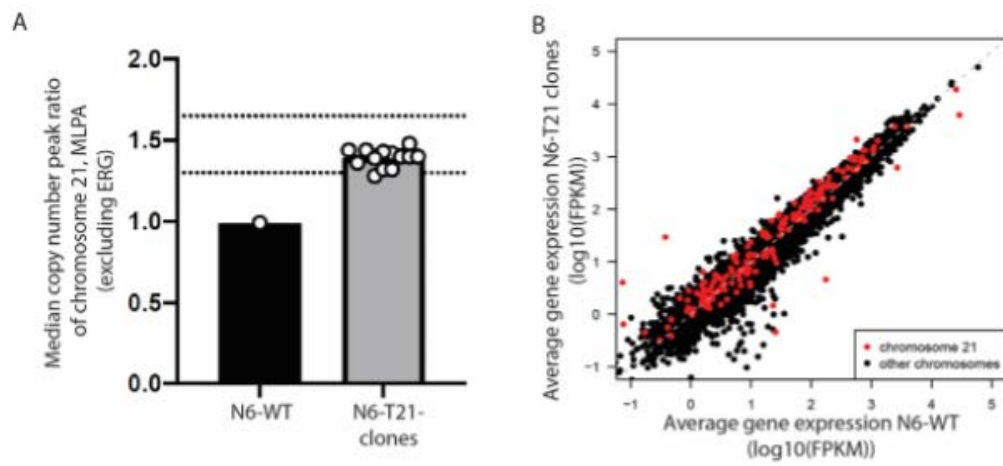 A
Median copy number peak ratio
of chromosome 21, MLPA
(excluding ERG)
2.0
1.5
1.0
0.5
0.0
N6-WT
N6-T21-
clones
B
Average gene expression N6-T21 clones
(log10(FPKM))
5
4
3
2
1
0
−1
chromosome 21
other chromosomes
−1 0 1 2 3 4 5
Average gene expression N6-WT
(log10(FPKM))